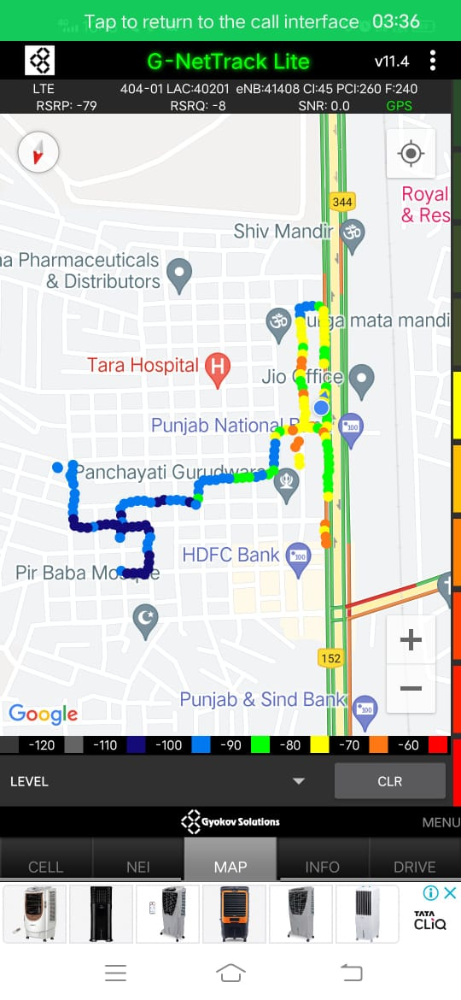 Tap to return to the call interface 03:36
G-NetTrack Lite
v11.4
LTE 404-01 LAC:40201 eNB:41408 CI:45 PCI:260 F:240
RSRP: -79 RSRQ: -8 SNR: 0.0 GPS
344
Royal
& Res
Shiv Mandir
a Pharmaceuticals
& Distributors
urga mata mandi
Tara Hospital
H
Jio Office
Punjab National B
100
Panchayati Gurudwara
HDFC Bank
100
Pir Baba Mosque
152
Punjab & Sind Bank
100
Google
-120 -110 -100 -90 -80 -70 -60
LEVEL
CLR
Gyokov Solutions
MENU
CELL NEI MAP INFO DRIVE
TATA
CLiQ